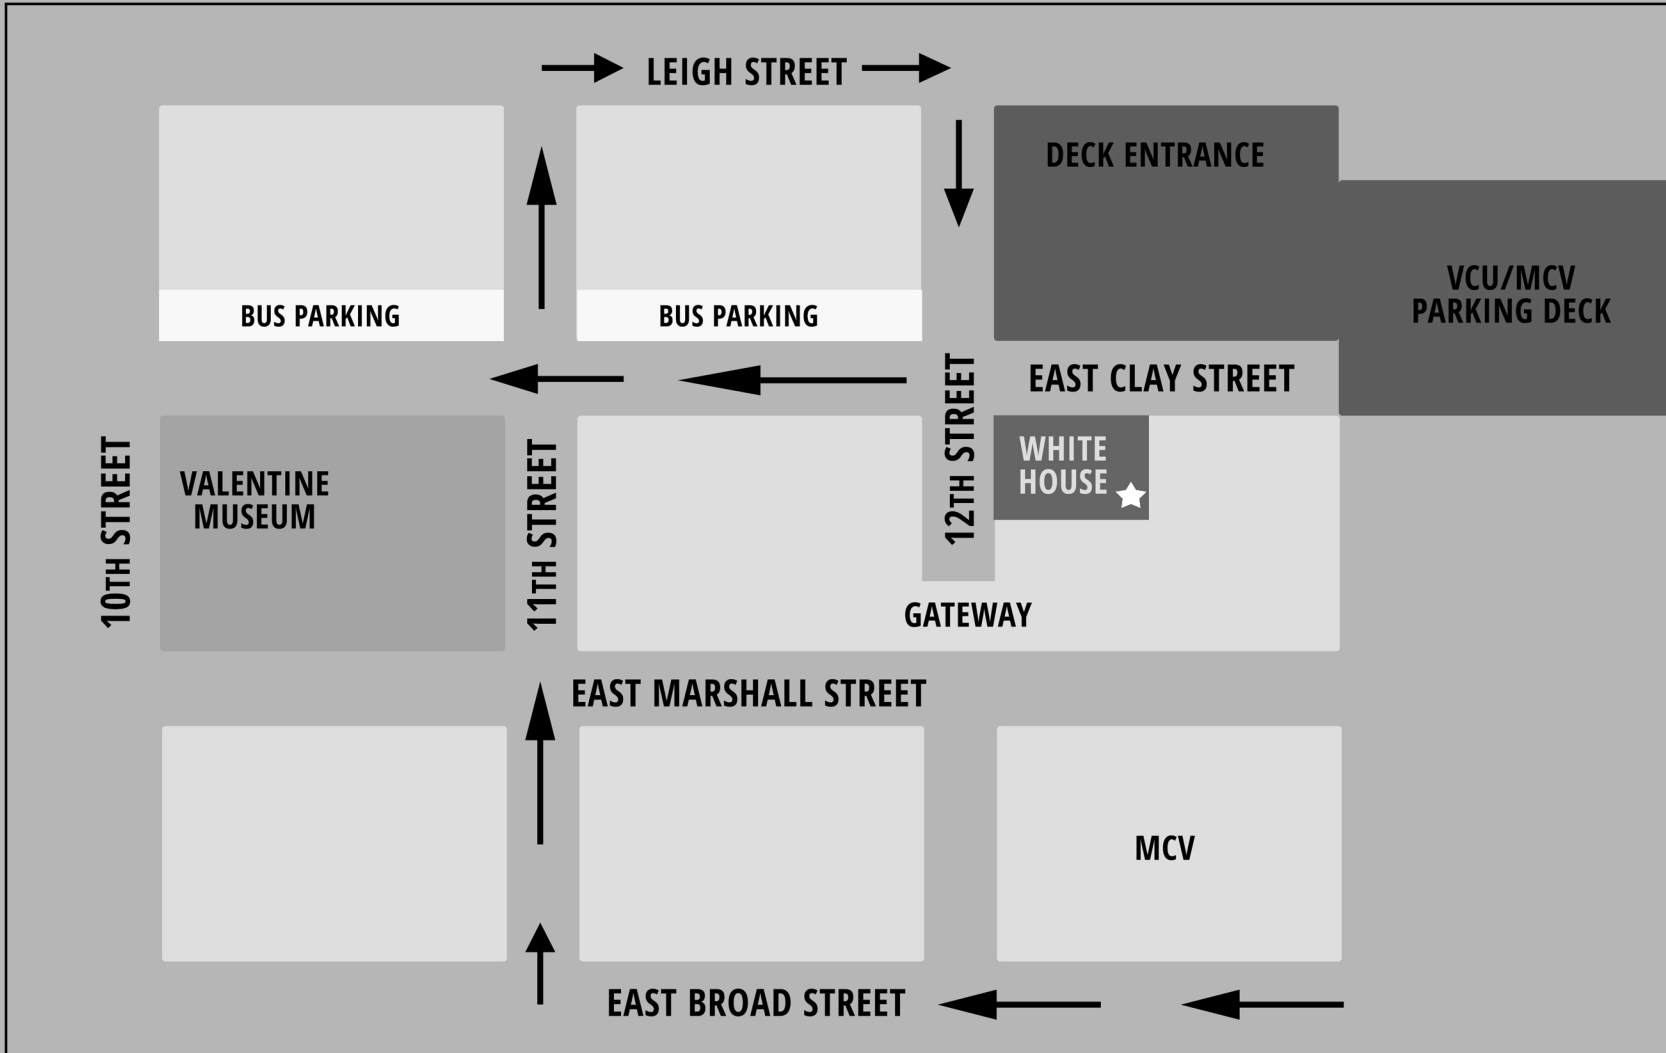 LEIGH STREET
DECK ENTRANCE
VCU/MCV
PARKING DECK
BUS PARKING
BUS PARKING
EAST CLAY STREET
10TH STREET
VALENTINE
MUSEUM
11TH STREET
12TH STREET
WHITE
HOUSE
GATEWAY
EAST MARSHALL STREET
MCV
EAST BROAD STREET